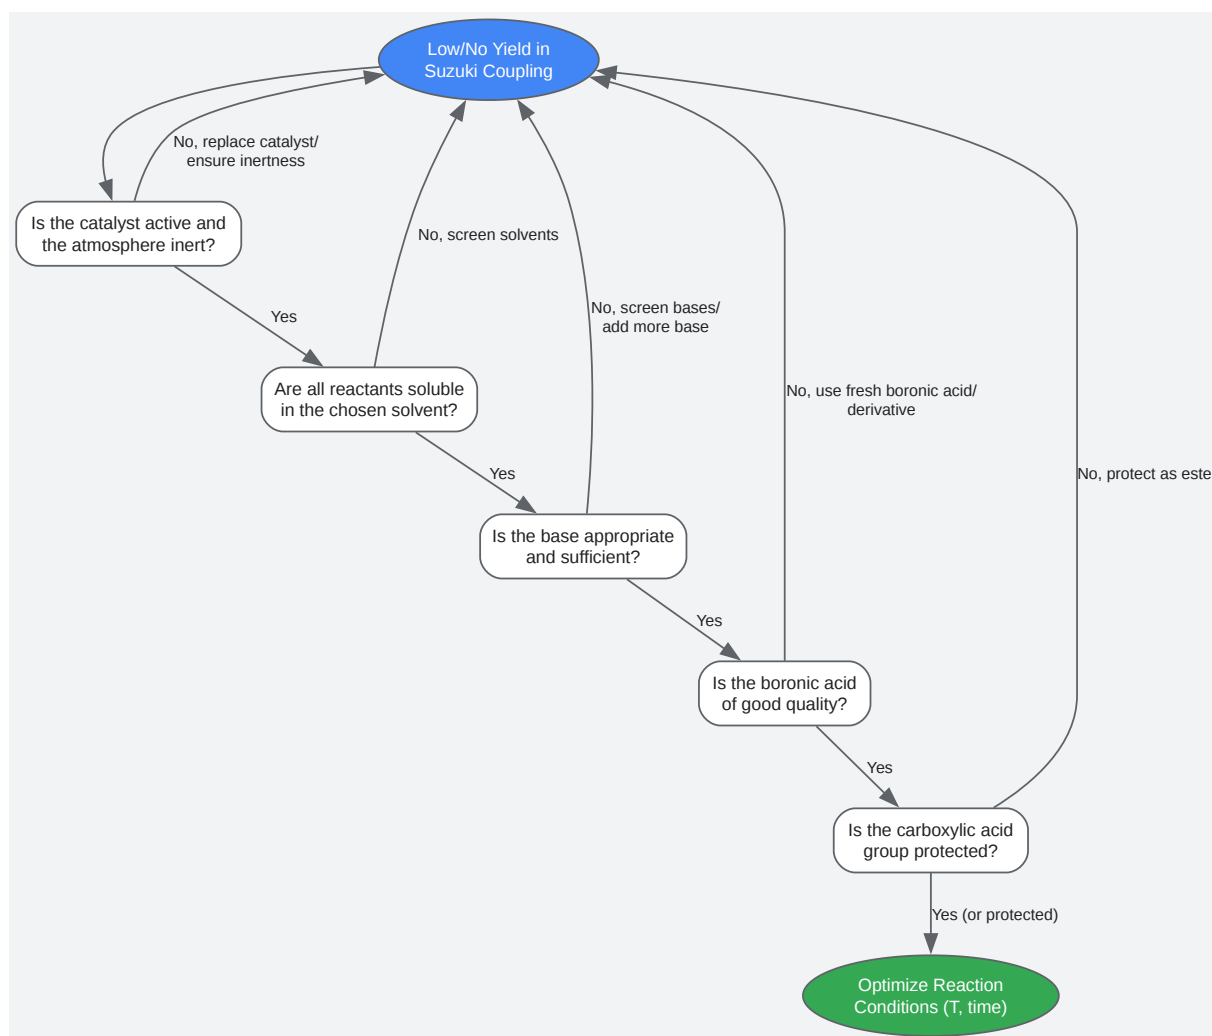 Low/No Yield in
Suzuki Coupling
No, replace catalyst/
ensure inertness
Is the catalyst active and
the atmosphere inert?
No, screen solvents
Yes
No, screen bases/
add more base
Are all reactants soluble
in the chosen solvent?
No, use fresh boronic acid/
derivative
Yes
No, protect as este
Is the base appropriate
and sufficient?
Yes
Is the boronic acid
of good quality?
Yes
Is the carboxylic acid
group protected?
Yes (or protected)
Optimize Reaction
Conditions (T, time)